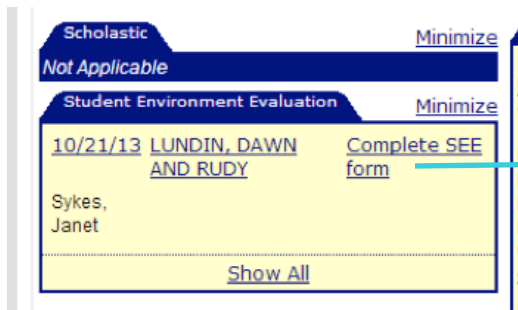 Scholastic Minimize
Not Applicable
Student Environment Evaluation Minimize
10/21/13 LUNDIN, DAWN Complete SEE
AND RUDY form
Sykes,
Janet
Show All